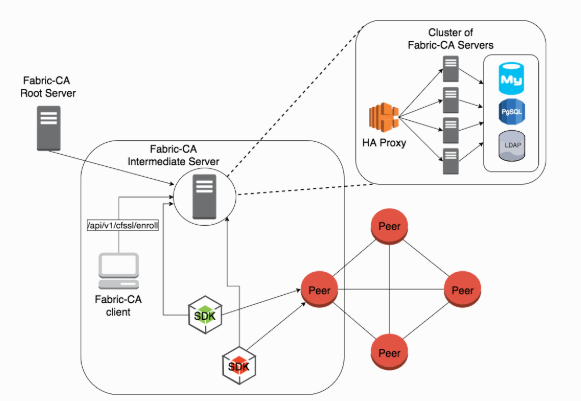 Cluster of
Fabric-CA Servers
My
PgSQL
LDAP
HA Proxy
Fabric-CA
Root Server
Fabric-CA
Intermediate Server
/api/v1/cfssl/enroll
Fabric-CA
client
SDK
SDK
Peer
Peer
Peer
Peer